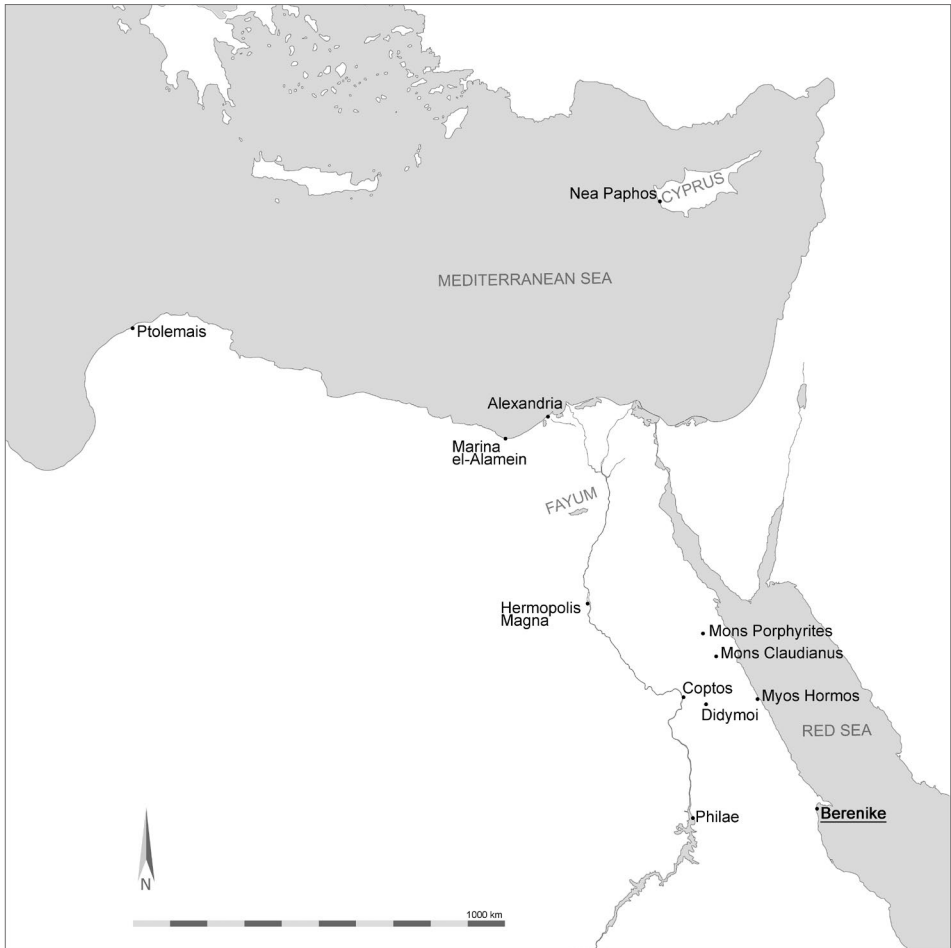 Nea Paphos
CYPRUS
MEDITERRANEAN SEA
Ptolemais
Alexandria
Marina
el-Alamein
FAYUM
Hermopolis
Magna
Mons Porphyrites
Mons Claudianus
Coptos
Myos Hormos
Didymoi
RED SEA
Berenike
Philae
N
1000 km